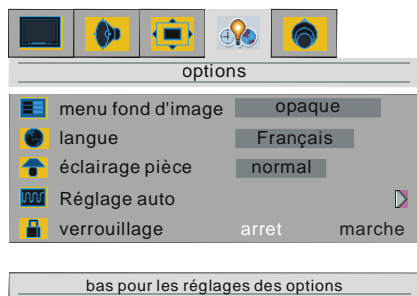 options
menu fond d'image opaque
langue Français
éclairage pièce normal
Réglage auto
verrouillage arret marche
bas pour les réglages des options